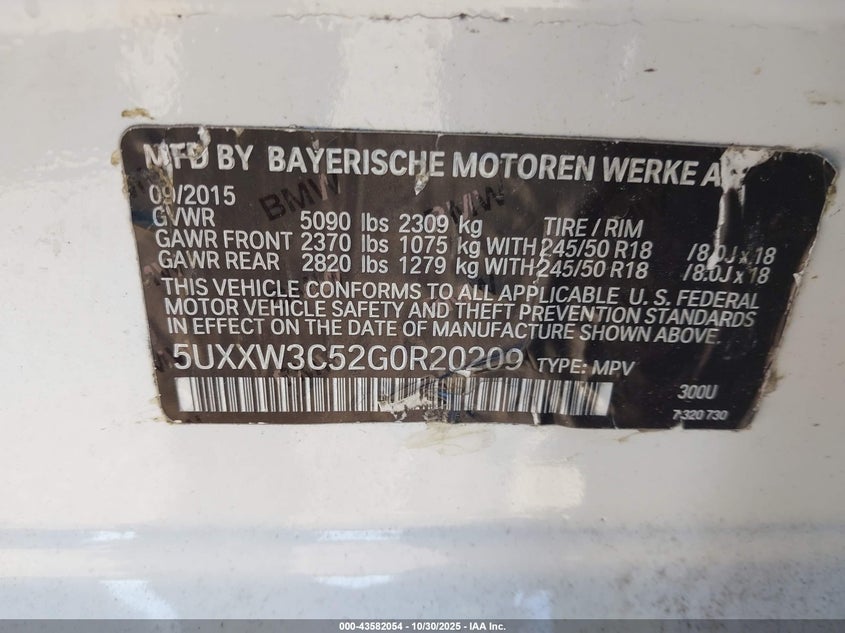 MFD BY BAYERISCHE MOTOREN WERKE AG
09/2015
GVWR 5090 lbs 2309 kg TIRE / RIM
GAWR FRONT 2370 lbs 1075 kg WITH 245/50 R18 /8.0J x 18
GAWR REAR 2820 lbs 1279 kg WITH 245/50 R18 /8.0J x 18
THIS VEHICLE CONFORMS TO ALL APPLICABLE U. S. FEDERAL
MOTOR VEHICLE SAFETY AND THEFT PREVENTION STANDARDS
IN EFFECT ON THE DATE OF MANUFACTURE.
5UXXW3C52G0R20209 TYPE: MPV
300U
7 320 730
BMW
000-43582054 - 10/30/2025 - IAA Inc.